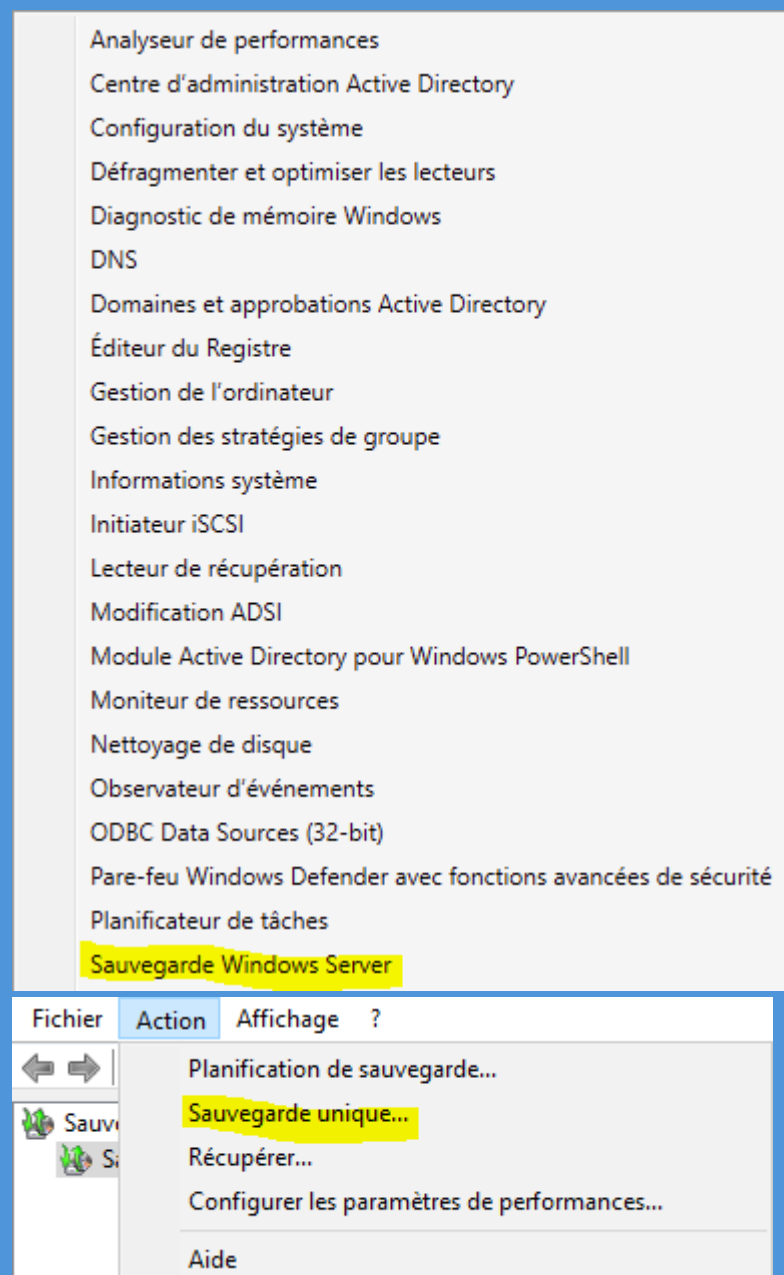 Analyseur de performances
Centre d'administration Active Directory
Configuration du système
Défragmenter et optimiser les lecteurs
Diagnostic de mémoire Windows
DNS
Domaines et approbations Active Directory
Éditeur du Registre
Gestion de l'ordinateur
Gestion des stratégies de groupe
Informations système
Initiateur iSCSI
Lecteur de récupération
Modification ADSI
Module Active Directory pour Windows PowerShell
Moniteur de ressources
Nettoyage de disque
Observateur d'événements
ODBC Data Sources (32-bit)
Pare-feu Windows Defender avec fonctions avancées de sécurité
Planificateur de tâches
Sauvegarde Windows Server
Fichier Action Affichage ?
Planification de sauvegarde...
Sauvegarde unique...
Récupérer...
Configurer les paramètres de performances...
Aide